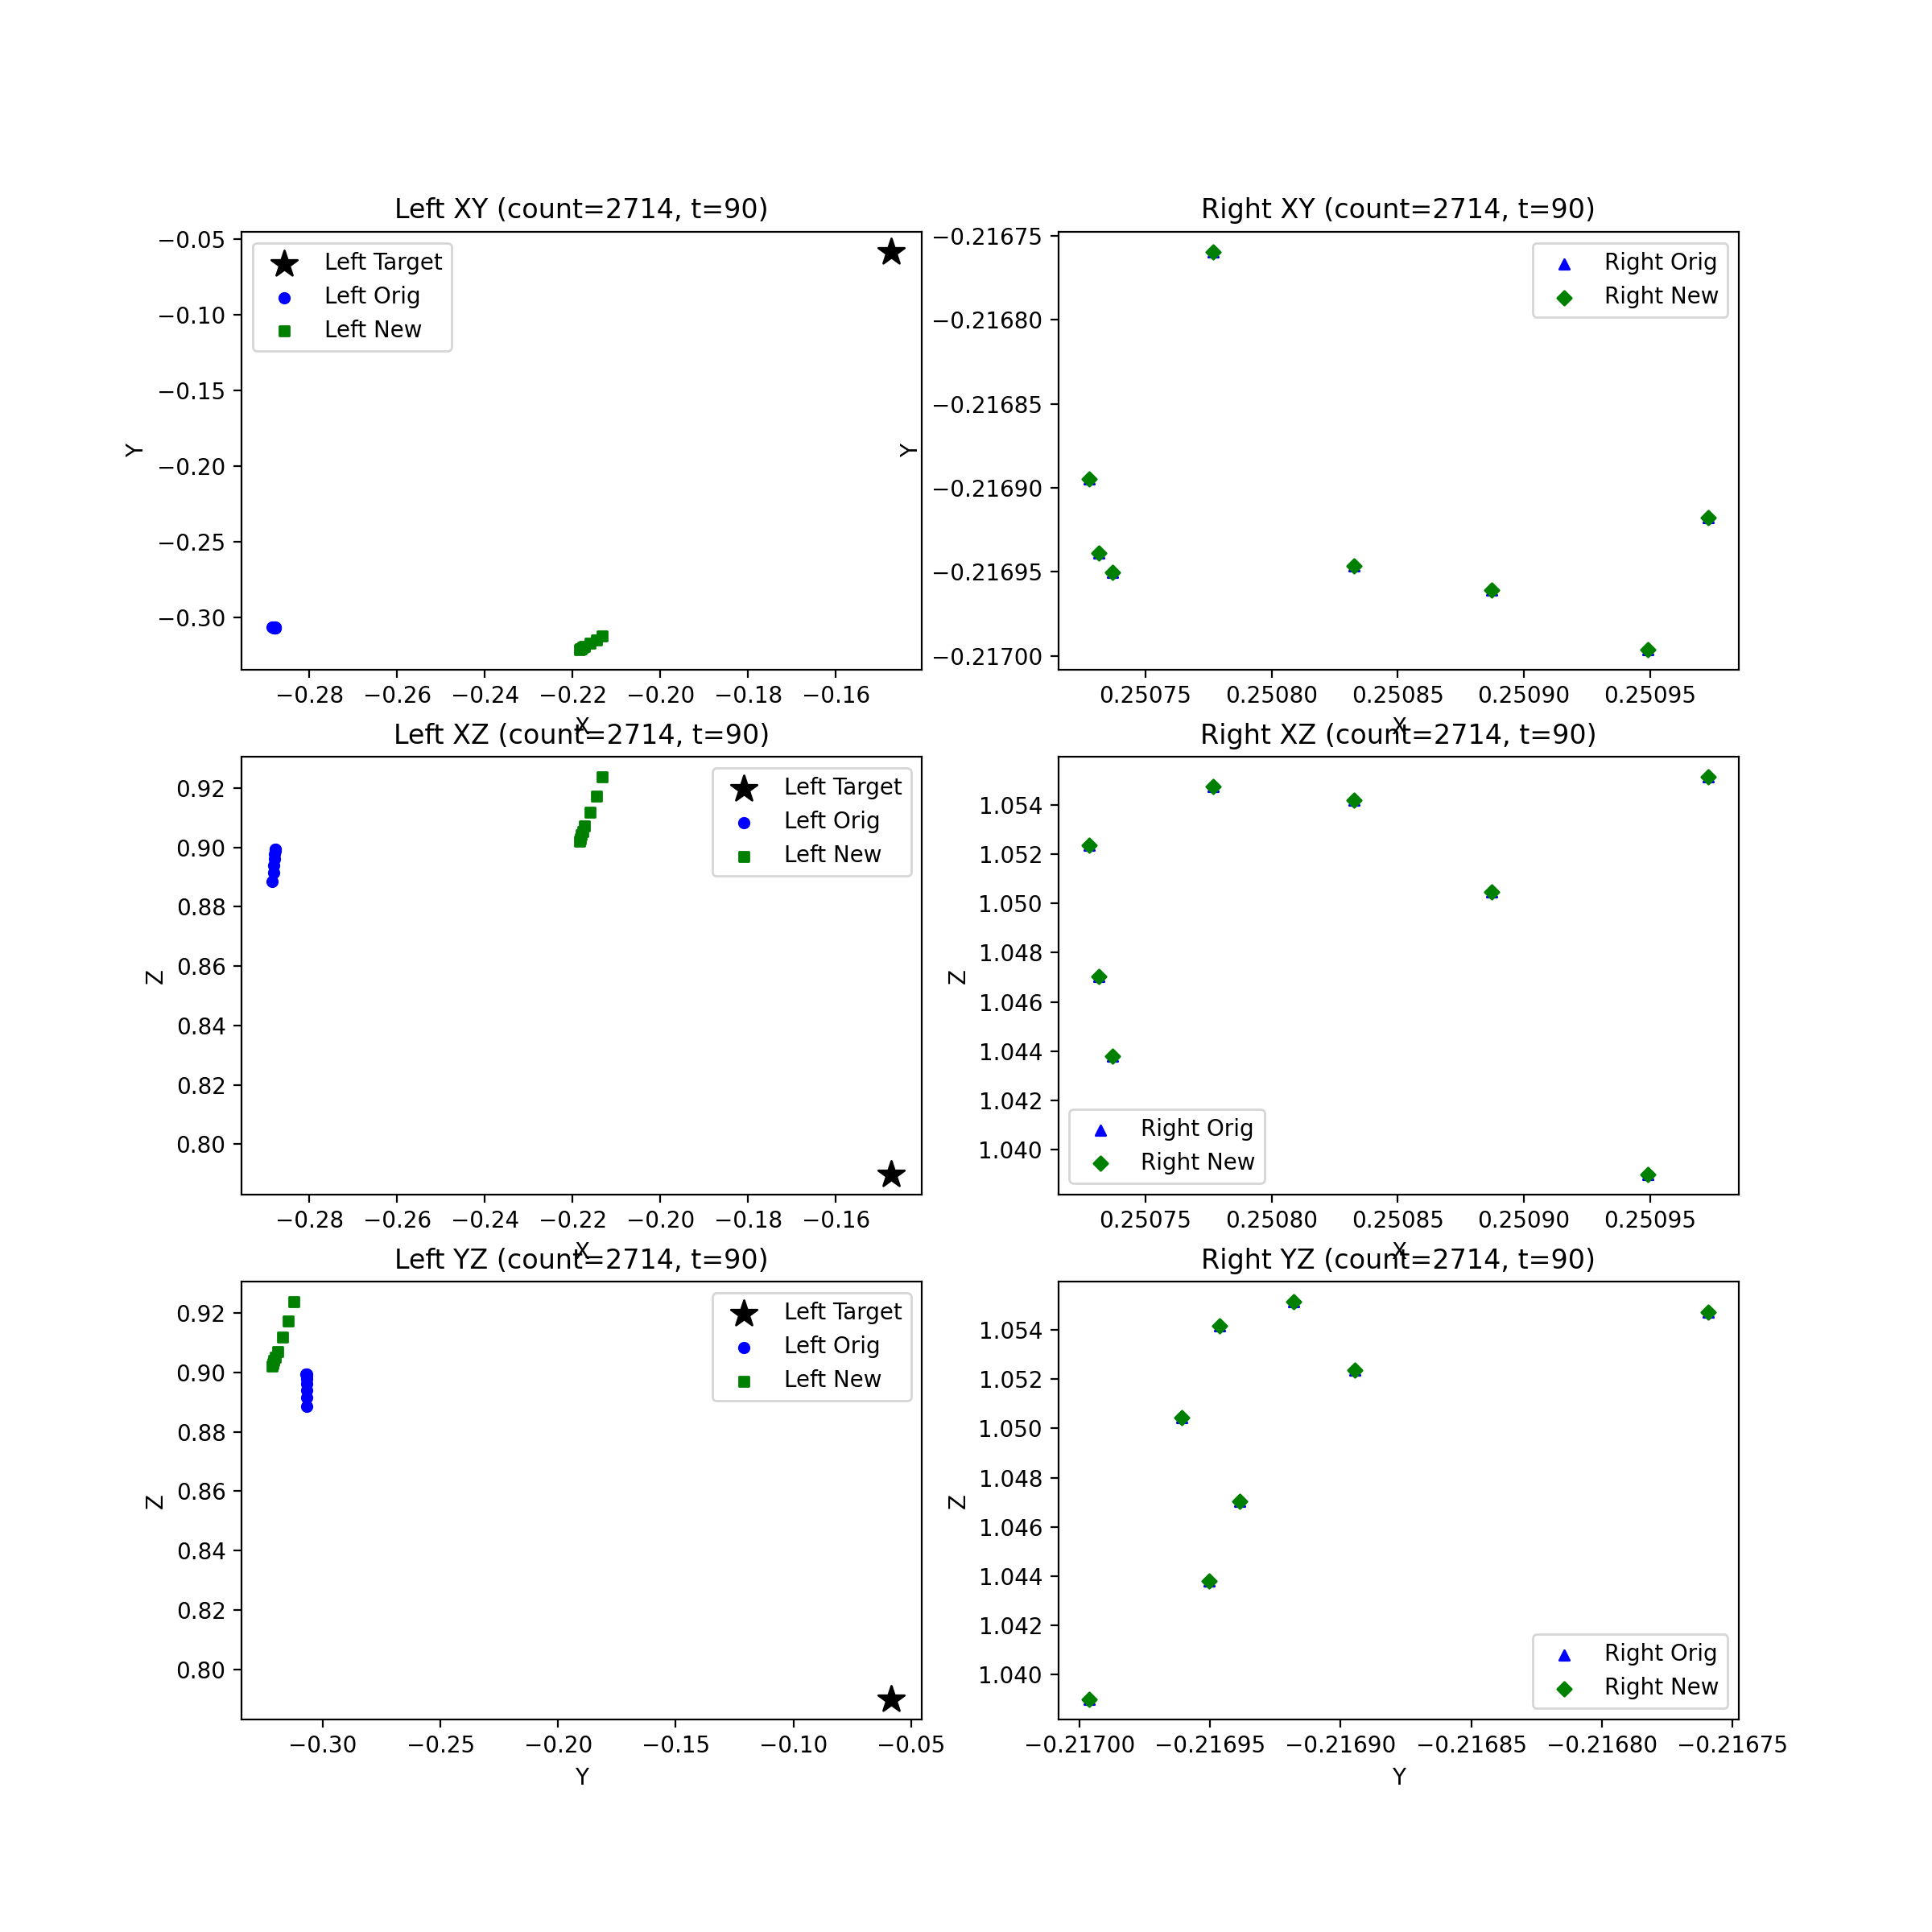 Left XY (count=2714, t=90)
−0.05
−0.10
−0.15
−0.20
−0.25
−0.30
Y
Left Target
Left Orig
Left New
−0.28 −0.26 −0.24 −0.22 −0.20 −0.18 −0.16
X
Right XY (count=2714, t=90)
−0.21675
−0.21680
−0.21685
−0.21690
−0.21695
−0.21700
Y
Right Orig
Right New
0.25075 0.25080 0.25085 0.25090 0.25095
X
Left XZ (count=2714, t=90)
0.92
0.90
0.88
0.86
0.84
0.82
0.80
Z
Left Target
Left Orig
Left New
−0.28 −0.26 −0.24 −0.22 −0.20 −0.18 −0.16
X
Right XZ (count=2714, t=90)
1.054
1.052
1.050
1.048
1.046
1.044
1.042
1.040
Z
Right Orig
Right New
0.25075 0.25080 0.25085 0.25090 0.25095
X
Left YZ (count=2714, t=90)
0.92
0.90
0.88
0.86
0.84
0.82
0.80
Z
Left Target
Left Orig
Left New
−0.30 −0.25 −0.20 −0.15 −0.10 −0.05
Y
Right YZ (count=2714, t=90)
1.054
1.052
1.050
1.048
1.046
1.044
1.042
1.040
Z
Right Orig
Right New
−0.21700 −0.21695 −0.21690 −0.21685 −0.21680 −0.21675
Y